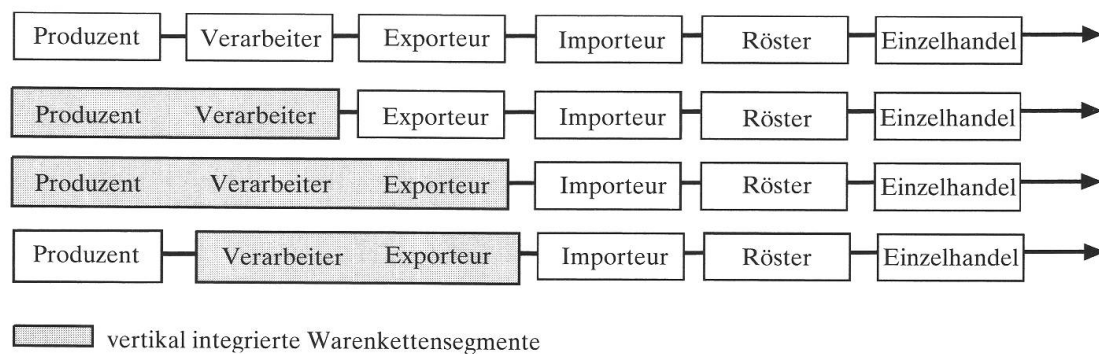 Produzent Verarbeiter Exporteur Importeur Röster Einzelhandel
Produzent Verarbeiter Exporteur Importeur Röster Einzelhandel
Produzent Verarbeiter Exporteur Importeur Röster Einzelhandel
Produzent Verarbeiter Exporteur Importeur Röster Einzelhandel
vertikal integrierte Warenkettensegmente